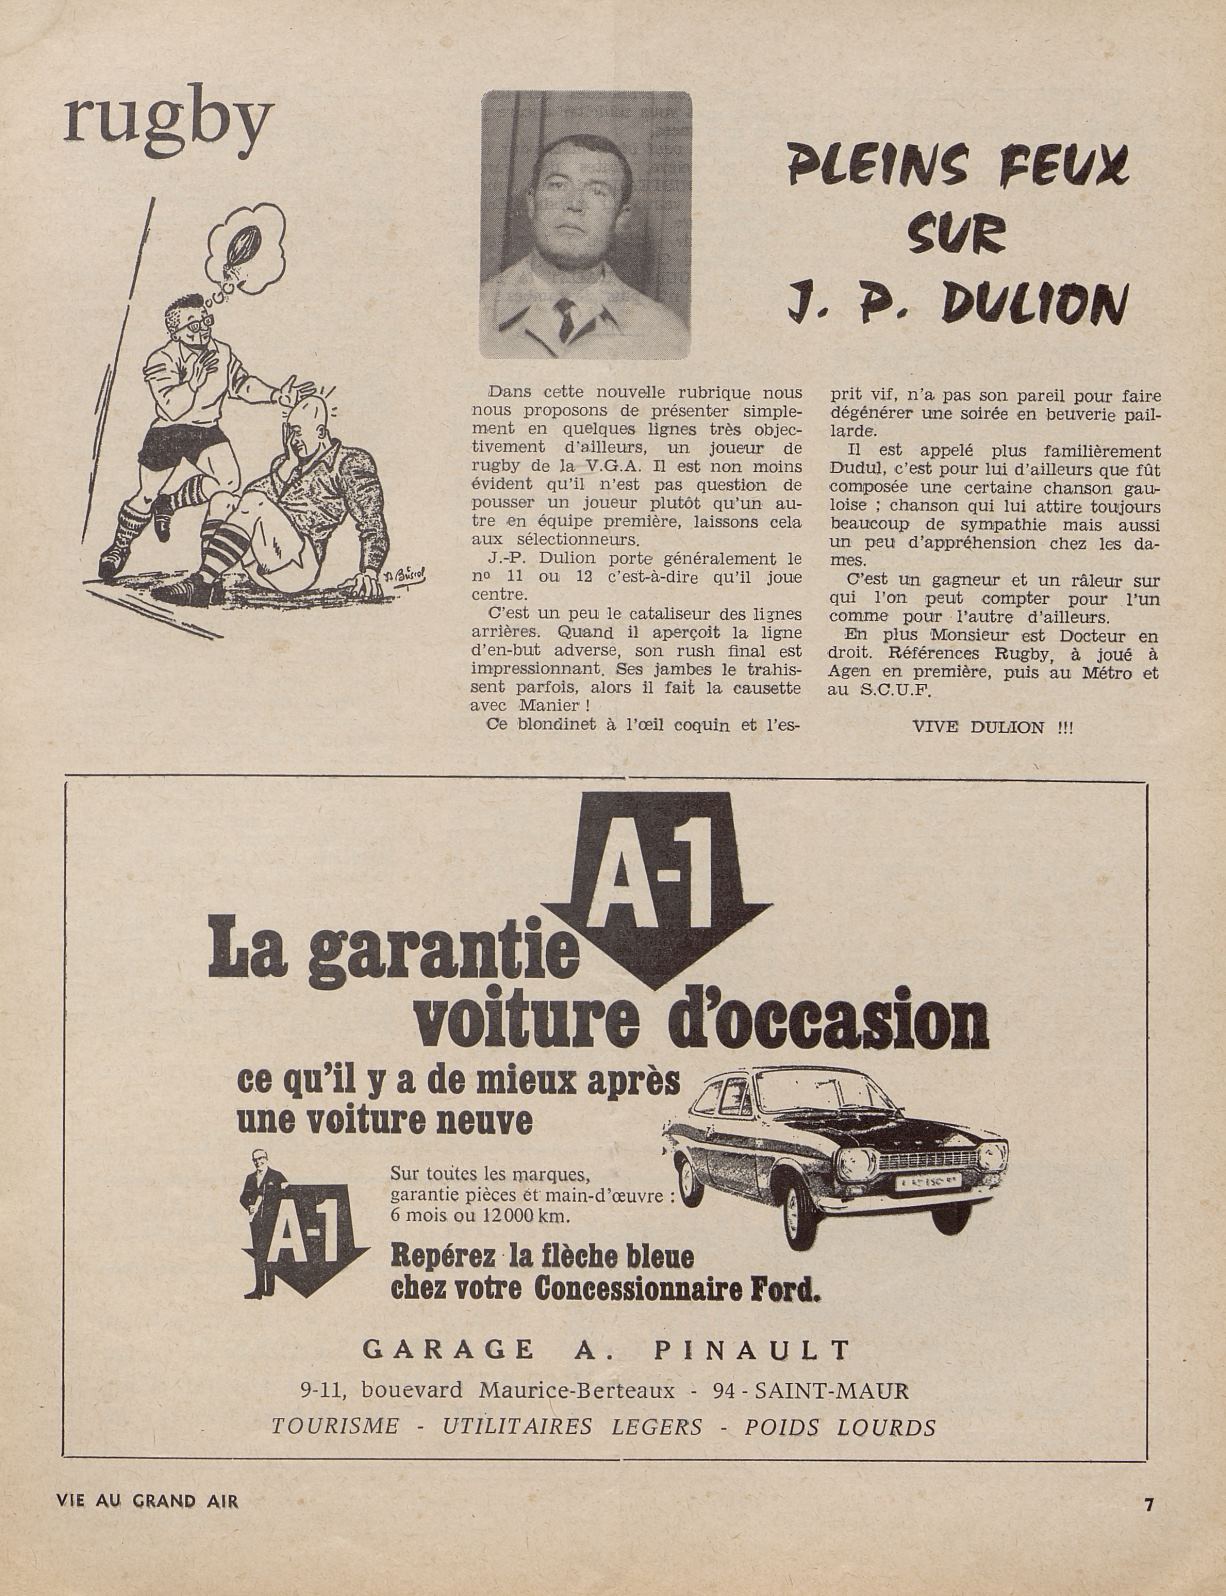 rugby
PLEINS FEUX
SUR
J. P. DULION
Dans cette nouvelle rubrique nous
nous proposons de présenter simple-
ment en quelques lignes très objec-
tivement d'ailleurs, un joueur de
rugby de la V.G.A. Il est non moins
évident qu'il n'est pas question de
pousser un joueur plutôt qu'un au-
tre en équipe première, laissons cela
aux sélectionneurs.
J.-P. Dulion porte généralement le
nº 11 ou 12 c'est-à-dire qu'il joue
centre.
C'est un peu le cataliseur des lignes
arrières. Quand il aperçoit la ligne
d'en-but adverse, son rush final est
impressionnant. Ses jambes le trahis-
sent parfois, alors il fait la causette
avec Manier !
Ce blondinet à l'œil coquin et l'es-
prit vif, n'a pas son pareil pour faire
dégénérer une soirée en beuverie pail-
larde.
Il est appelé plus familièrement
Dudul, c'est pour lui d'ailleurs que fût
composée une certaine chanson gau-
loise ; chanson qui lui attire toujours
beaucoup de sympathie mais aussi
un peu d'appréhension chez les da-
mes.
C'est un gagneur et un râleur sur
qui l'on peut compter pour l'un
comme pour l'autre d'ailleurs.
En plus Monsieur est Docteur en
droit. Références Rugby, à joué à
Agen en première, puis au Métro et
au S.C.U.F.
VIVE DULION !!!
A-1
La garantie
voiture d'occasion
ce qu'il y a de mieux après
une voiture neuve
Sur toutes les marques,
garantie pièces et main-d'œuvre :
6 mois ou 12000 km.
A-1
Repérez la flèche bleue
chez votre Concessionnaire Ford.
GARAGE A. PINAULT
9-11, bouevard Maurice-Berteaux - 94 - SAINT-MAUR
TOURISME - UTILITAIRES LEGERS - POIDS LOURDS
VIE AU GRAND AIR
7